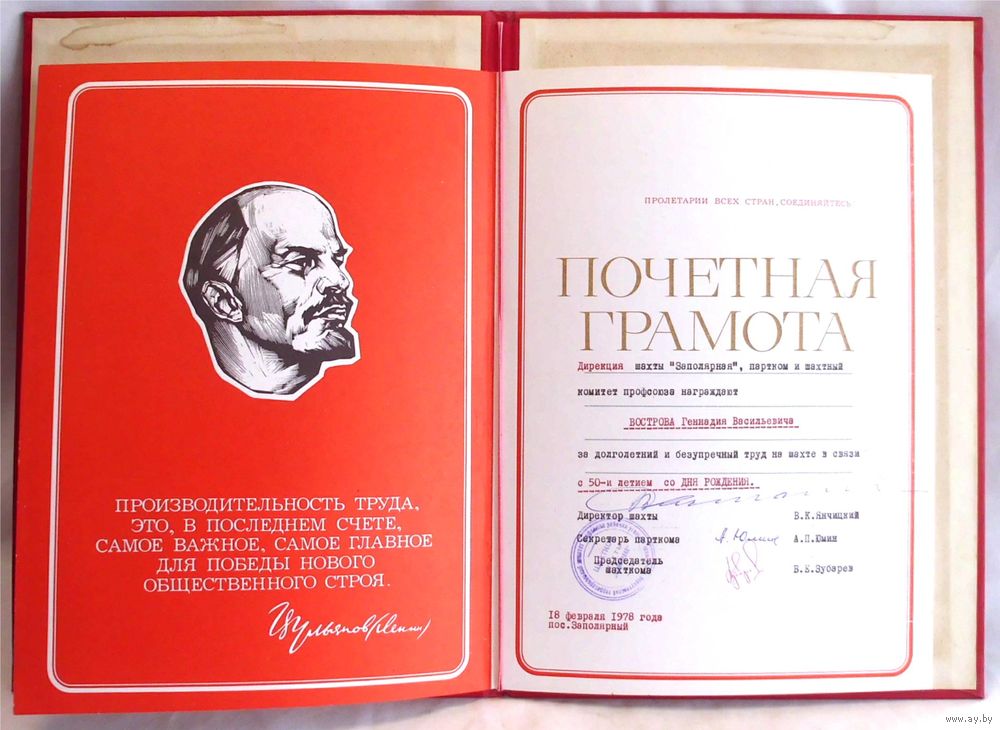 ПРОИЗВОДИТЕЛЬНОСТЬ ТРУДА,
ЭТО, В ПОСЛЕДНЕМ СЧЕТЕ,
САМОЕ ВАЖНОЕ, САМОЕ ГЛАВНОЕ
ДЛЯ ПОБЕДЫ НОВОГО
ОБЩЕСТВЕННОГО СТРОЯ.
Ульянов (Ленин)
ПРОЛЕТАРИИ ВСЕХ СТРАН, СОЕДИНЯЙТЕСЬ
ПОЧЕТНАЯ
ГРАМОТА
Дирекция шахты "Заполярная", партком и шахтный
комитет профсоюза награждают
ВОСТРОВА Геннадия Васильевича
за долголетний и безупречный труд на шахте в связи
с 50-и летием со ДНЯ РОЖДЕНИЯ.
Директор шахты В.К.Янчицкий
Секретарь парткома А.П.Юмин
Председатель
шахткома В.Е.Зубарев
18 февраля 1978 года
пос.Заполярный
www.ay.by